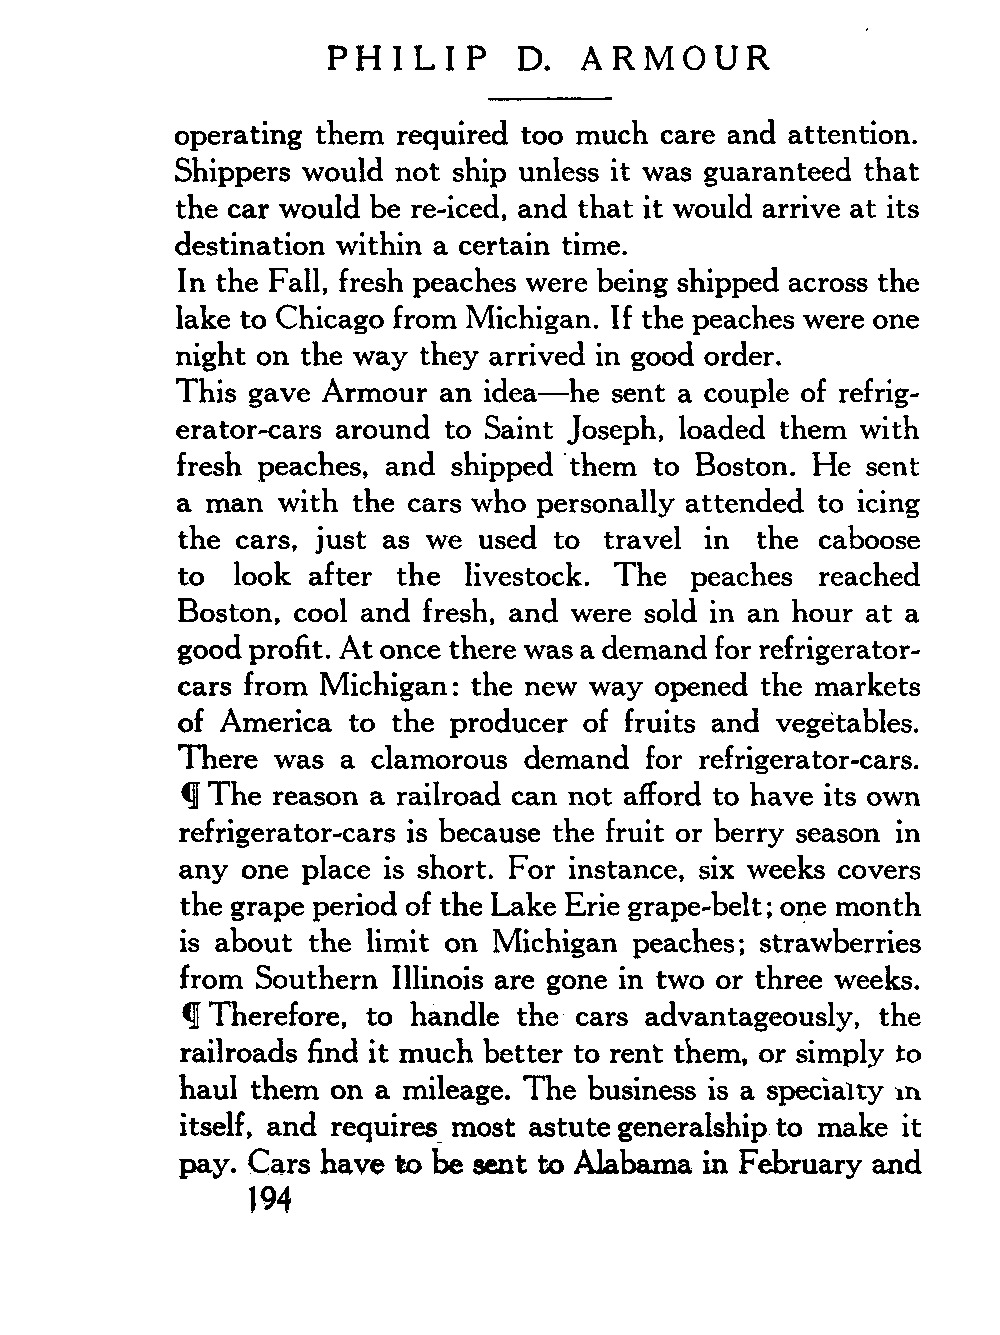 PHILIP D. ARMOUR
operating them required too much care and attention.
Shippers would not ship unless it was guaranteed that
the car would be re-iced, and that it would arrive at its
destination within a certain time.
In the Fall, fresh peaches were being shipped across the
lake to Chicago from Michigan. If the peaches were one
night on the way they arrived in good order.
This gave Armour an idea—he sent a couple of refrig-
erator-cars around to Saint Joseph, loaded them with
fresh peaches, and shipped them to Boston. He sent
a man with the cars who personally attended to icing
the cars, just as we used to travel in the caboose
to look after the livestock. The peaches reached
Boston, cool and fresh, and were sold in an hour at a
good profit. At once there was a demand for refrigerator-
cars from Michigan: the new way opened the markets
of America to the producer of fruits and vegetables.
There was a clamorous demand for refrigerator-cars.
¶ The reason a railroad can not afford to have its own
refrigerator-cars is because the fruit or berry season in
any one place is short. For instance, six weeks covers
the grape period of the Lake Erie grape-belt; one month
is about the limit on Michigan peaches; strawberries
from Southern Illinois are gone in two or three weeks.
¶ Therefore, to handle the cars advantageously, the
railroads find it much better to rent them, or simply to
haul them on a mileage. The business is a specialty in
itself, and requires most astute generalship to make it
pay. Cars have to be sent to Alabama in February and
194